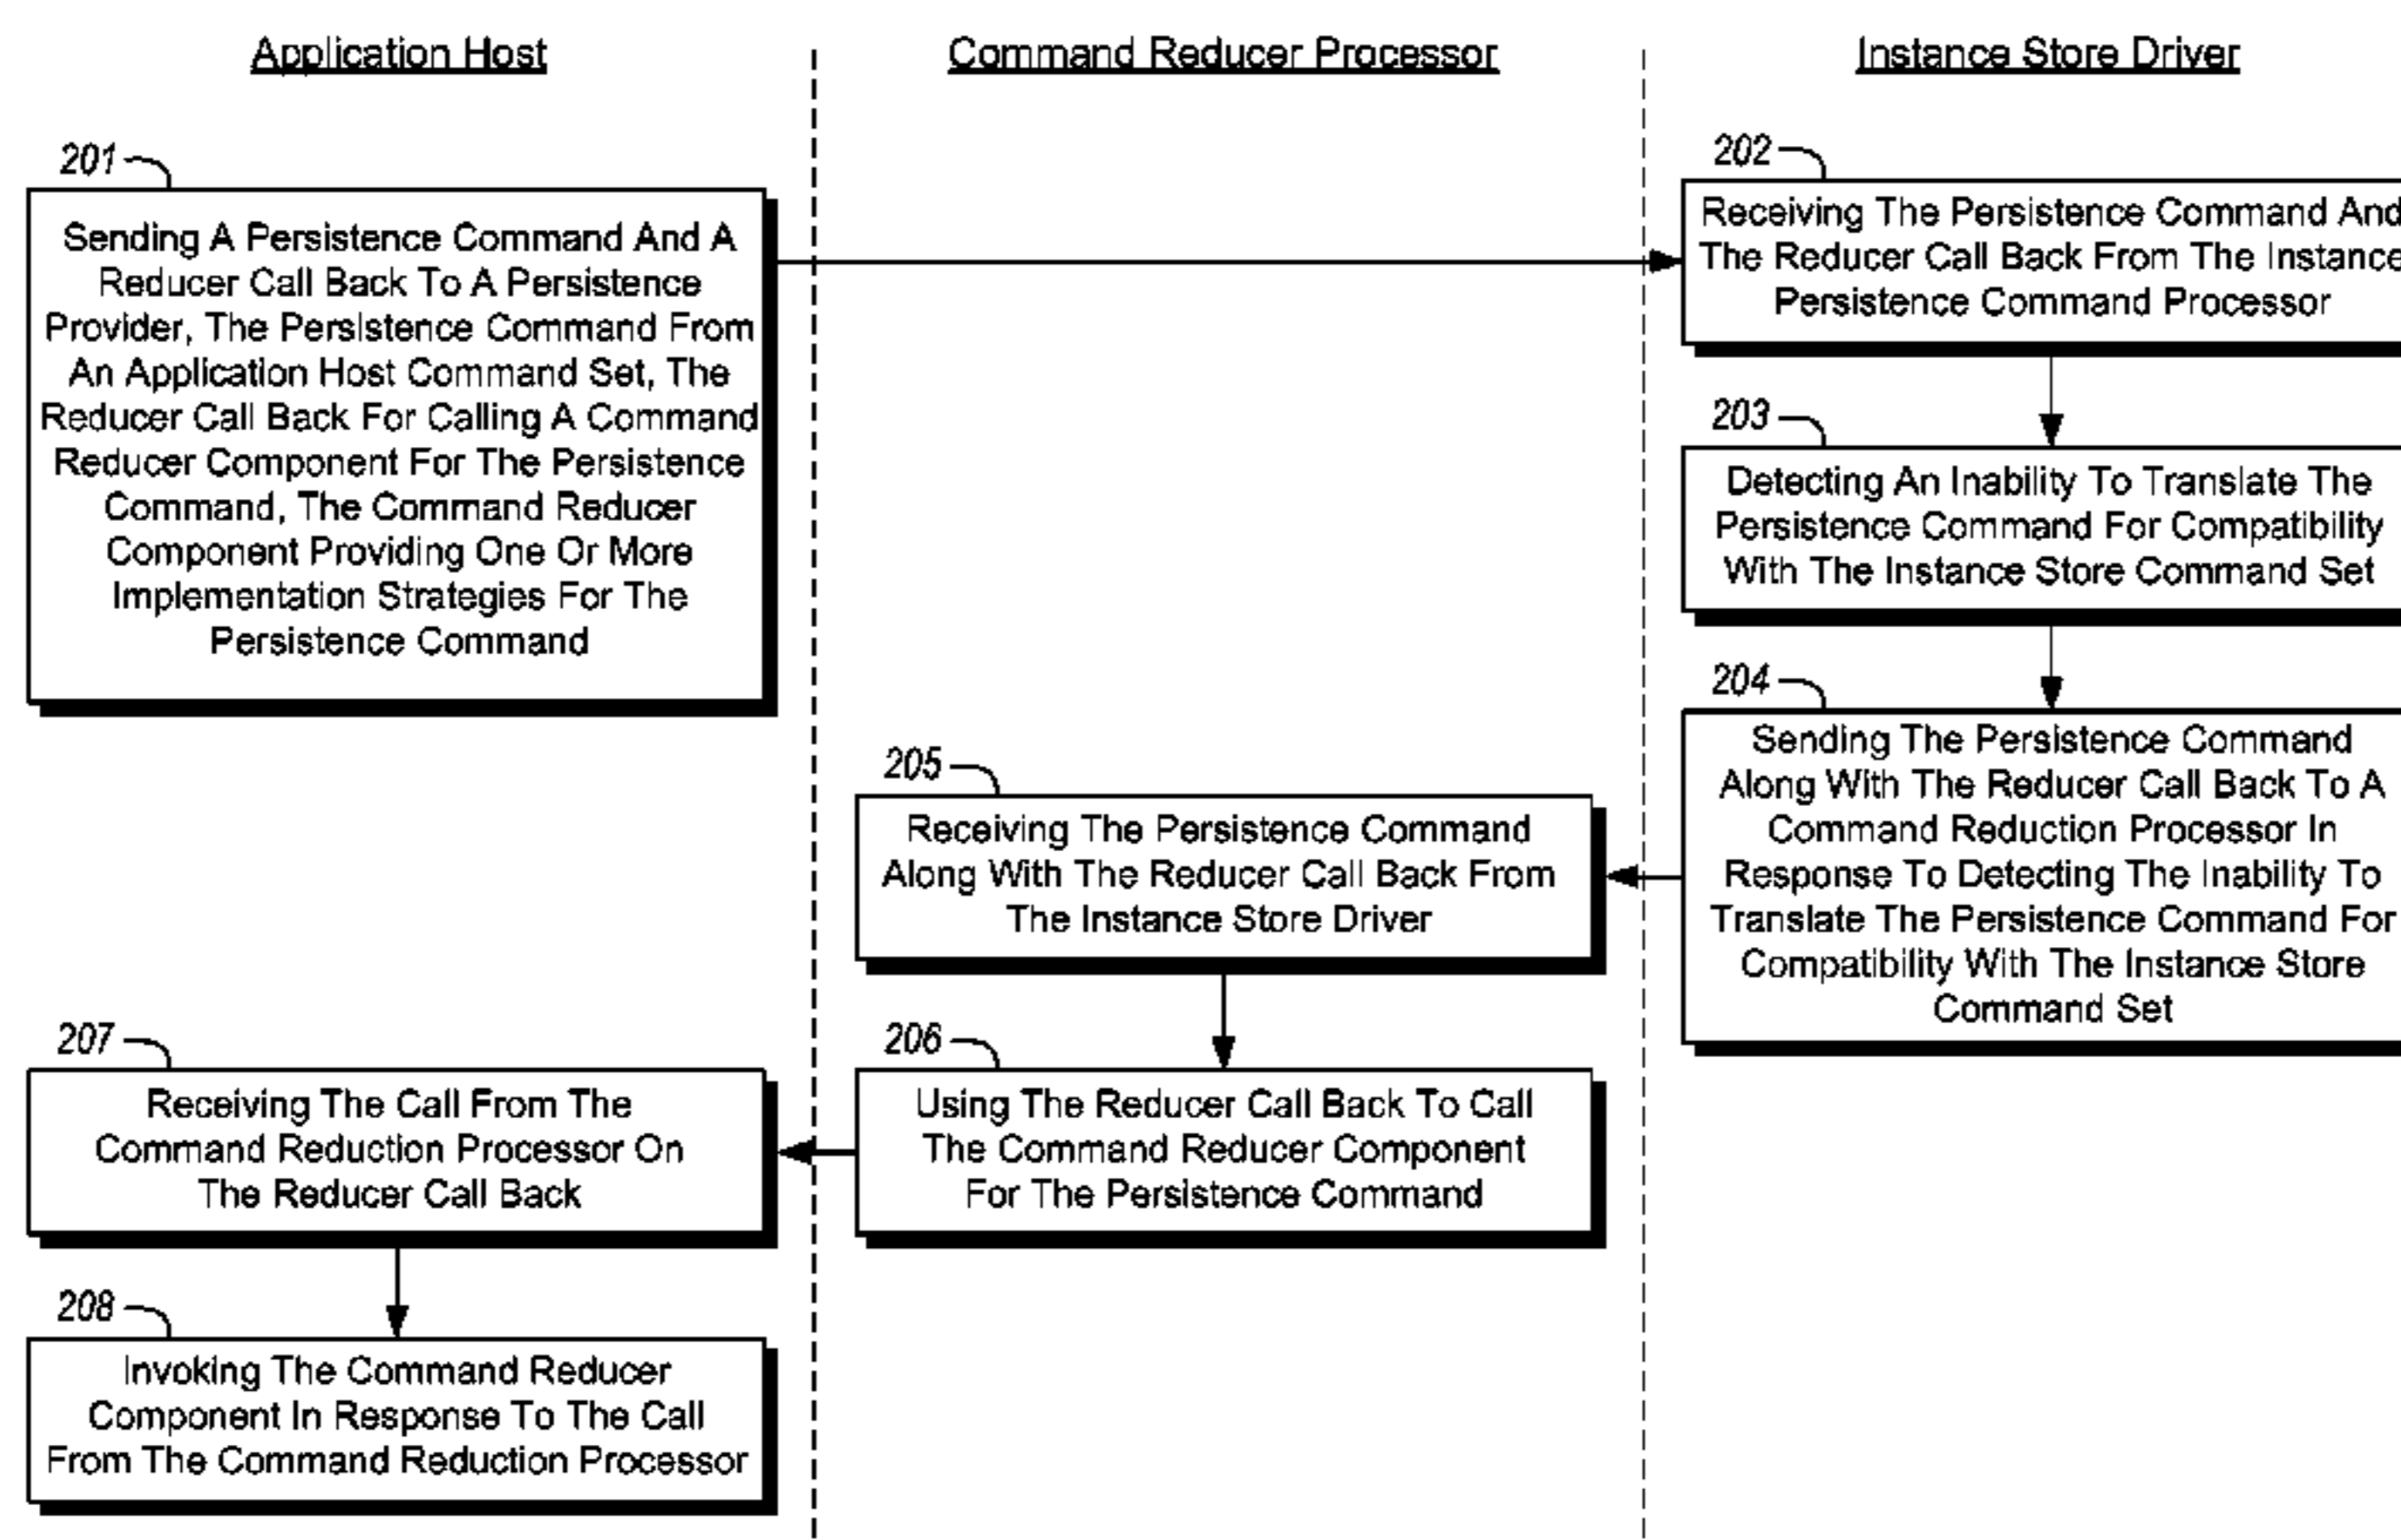 Application Host
Command Reducer Processor
Instance Store Driver
201
Sending A Persistence Command And A
Reducer Call Back To A Persistence
Provider, The Persistence Command From
An Application Host Command Set, The
Reducer Call Back For Calling A Command
Reducer Component For The Persistence
Command, The Command Reducer
Component Providing One Or More
Implementation Strategies For The
Persistence Command
202
Receiving The Persistence Command And
The Reducer Call Back From The Instance
Persistence Command Processor
203
Detecting An Inability To Translate The
Persistence Command For Compatibility
With The Instance Store Command Set
204
Sending The Persistence Command
Along With The Reducer Call Back To A
Command Reduction Processor In
Response To Detecting The Inability To
Translate The Persistence Command For
Compatibility With The Instance Store
Command Set
205
Receiving The Persistence Command
Along With The Reducer Call Back From
The Instance Store Driver
206
Using The Reducer Call Back To Call
The Command Reducer Component
For The Persistence Command
207
Receiving The Call From The
Command Reduction Processor On
The Reducer Call Back
208
Invoking The Command Reducer
Component In Response To The Call
From The Command Reduction Processor